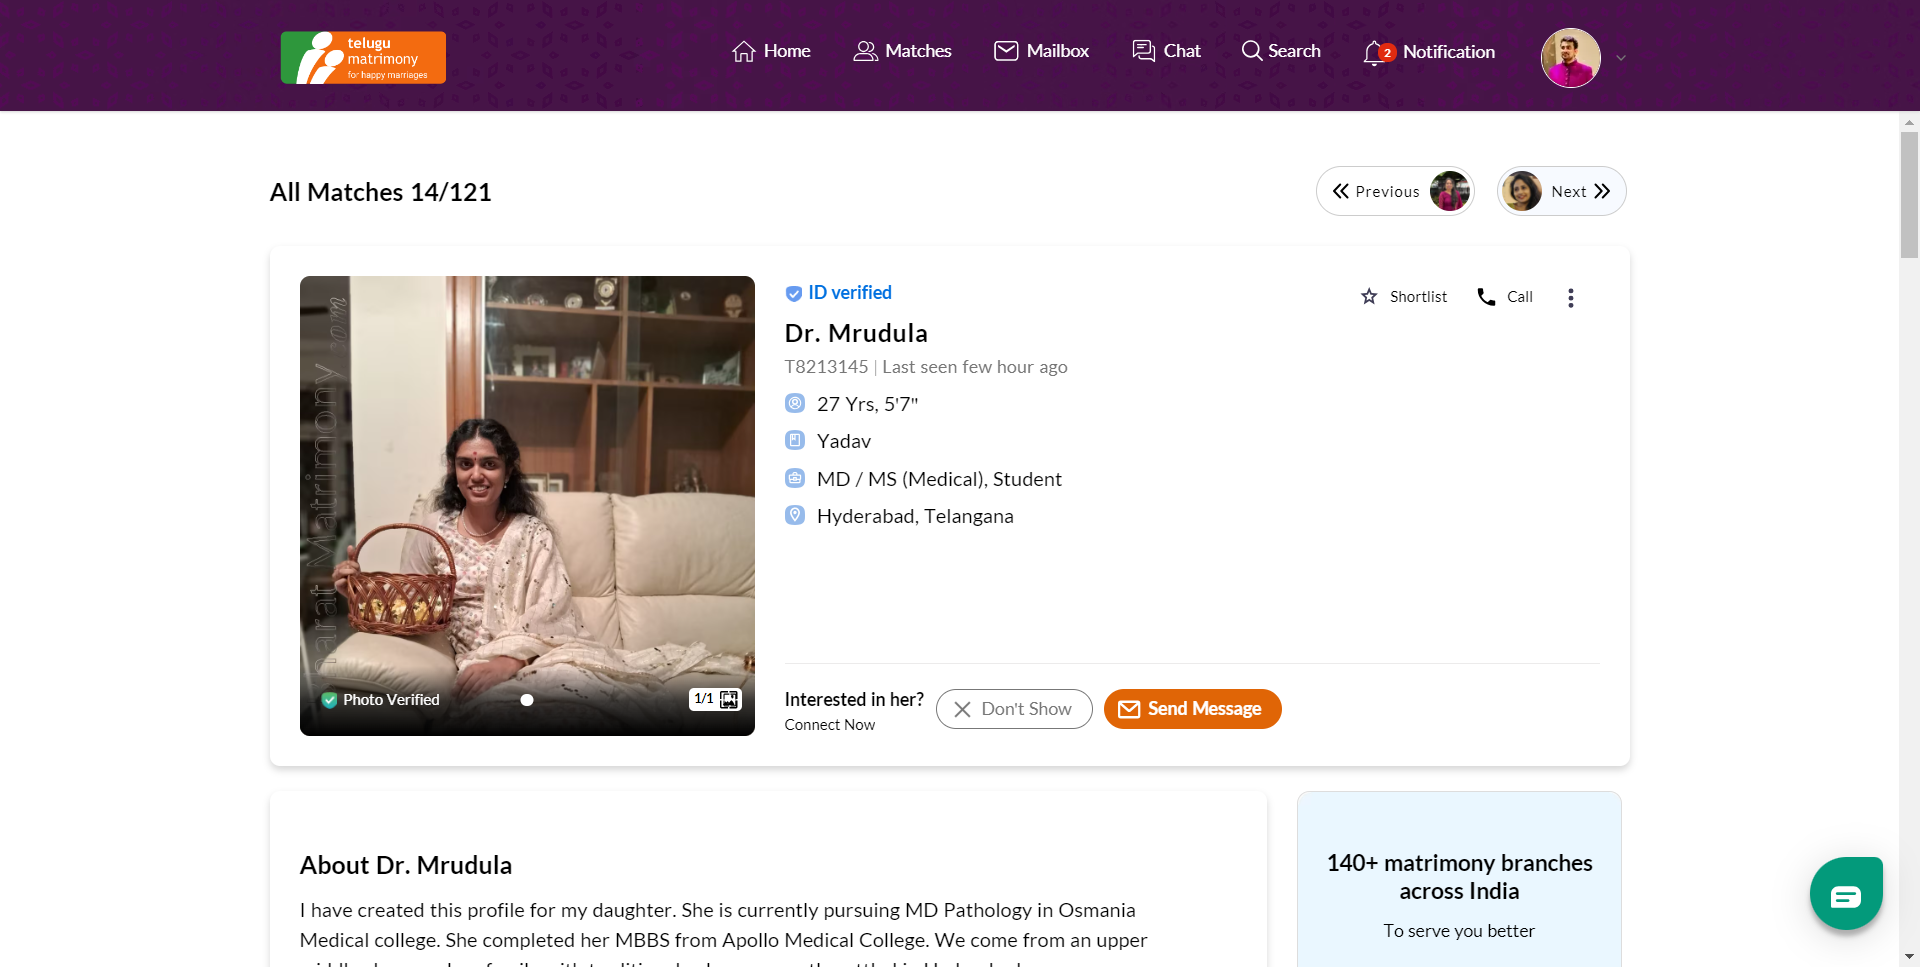 telugu
matrimony
for happy marriages
Home
Matches
Mailbox
Chat
Search
2
Notification
All Matches 14/121
Previous
Next
ID verified
Shortlist
Call
Dr. Mrudula
T8213145 | Last seen few hour ago
27 Yrs, 5'7"
Yadav
MD / MS (Medical), Student
Hyderabad, Telangana
Matrimony
Photo Verified
1/1
Interested in her?
Connect Now
Don't Show
Send Message
About Dr. Mrudula
I have created this profile for my daughter. She is currently pursuing MD Pathology in Osmania
Medical college. She completed her MBBS from Apollo Medical College. We come from an upper
140+ matrimony branches
across India
To serve you better